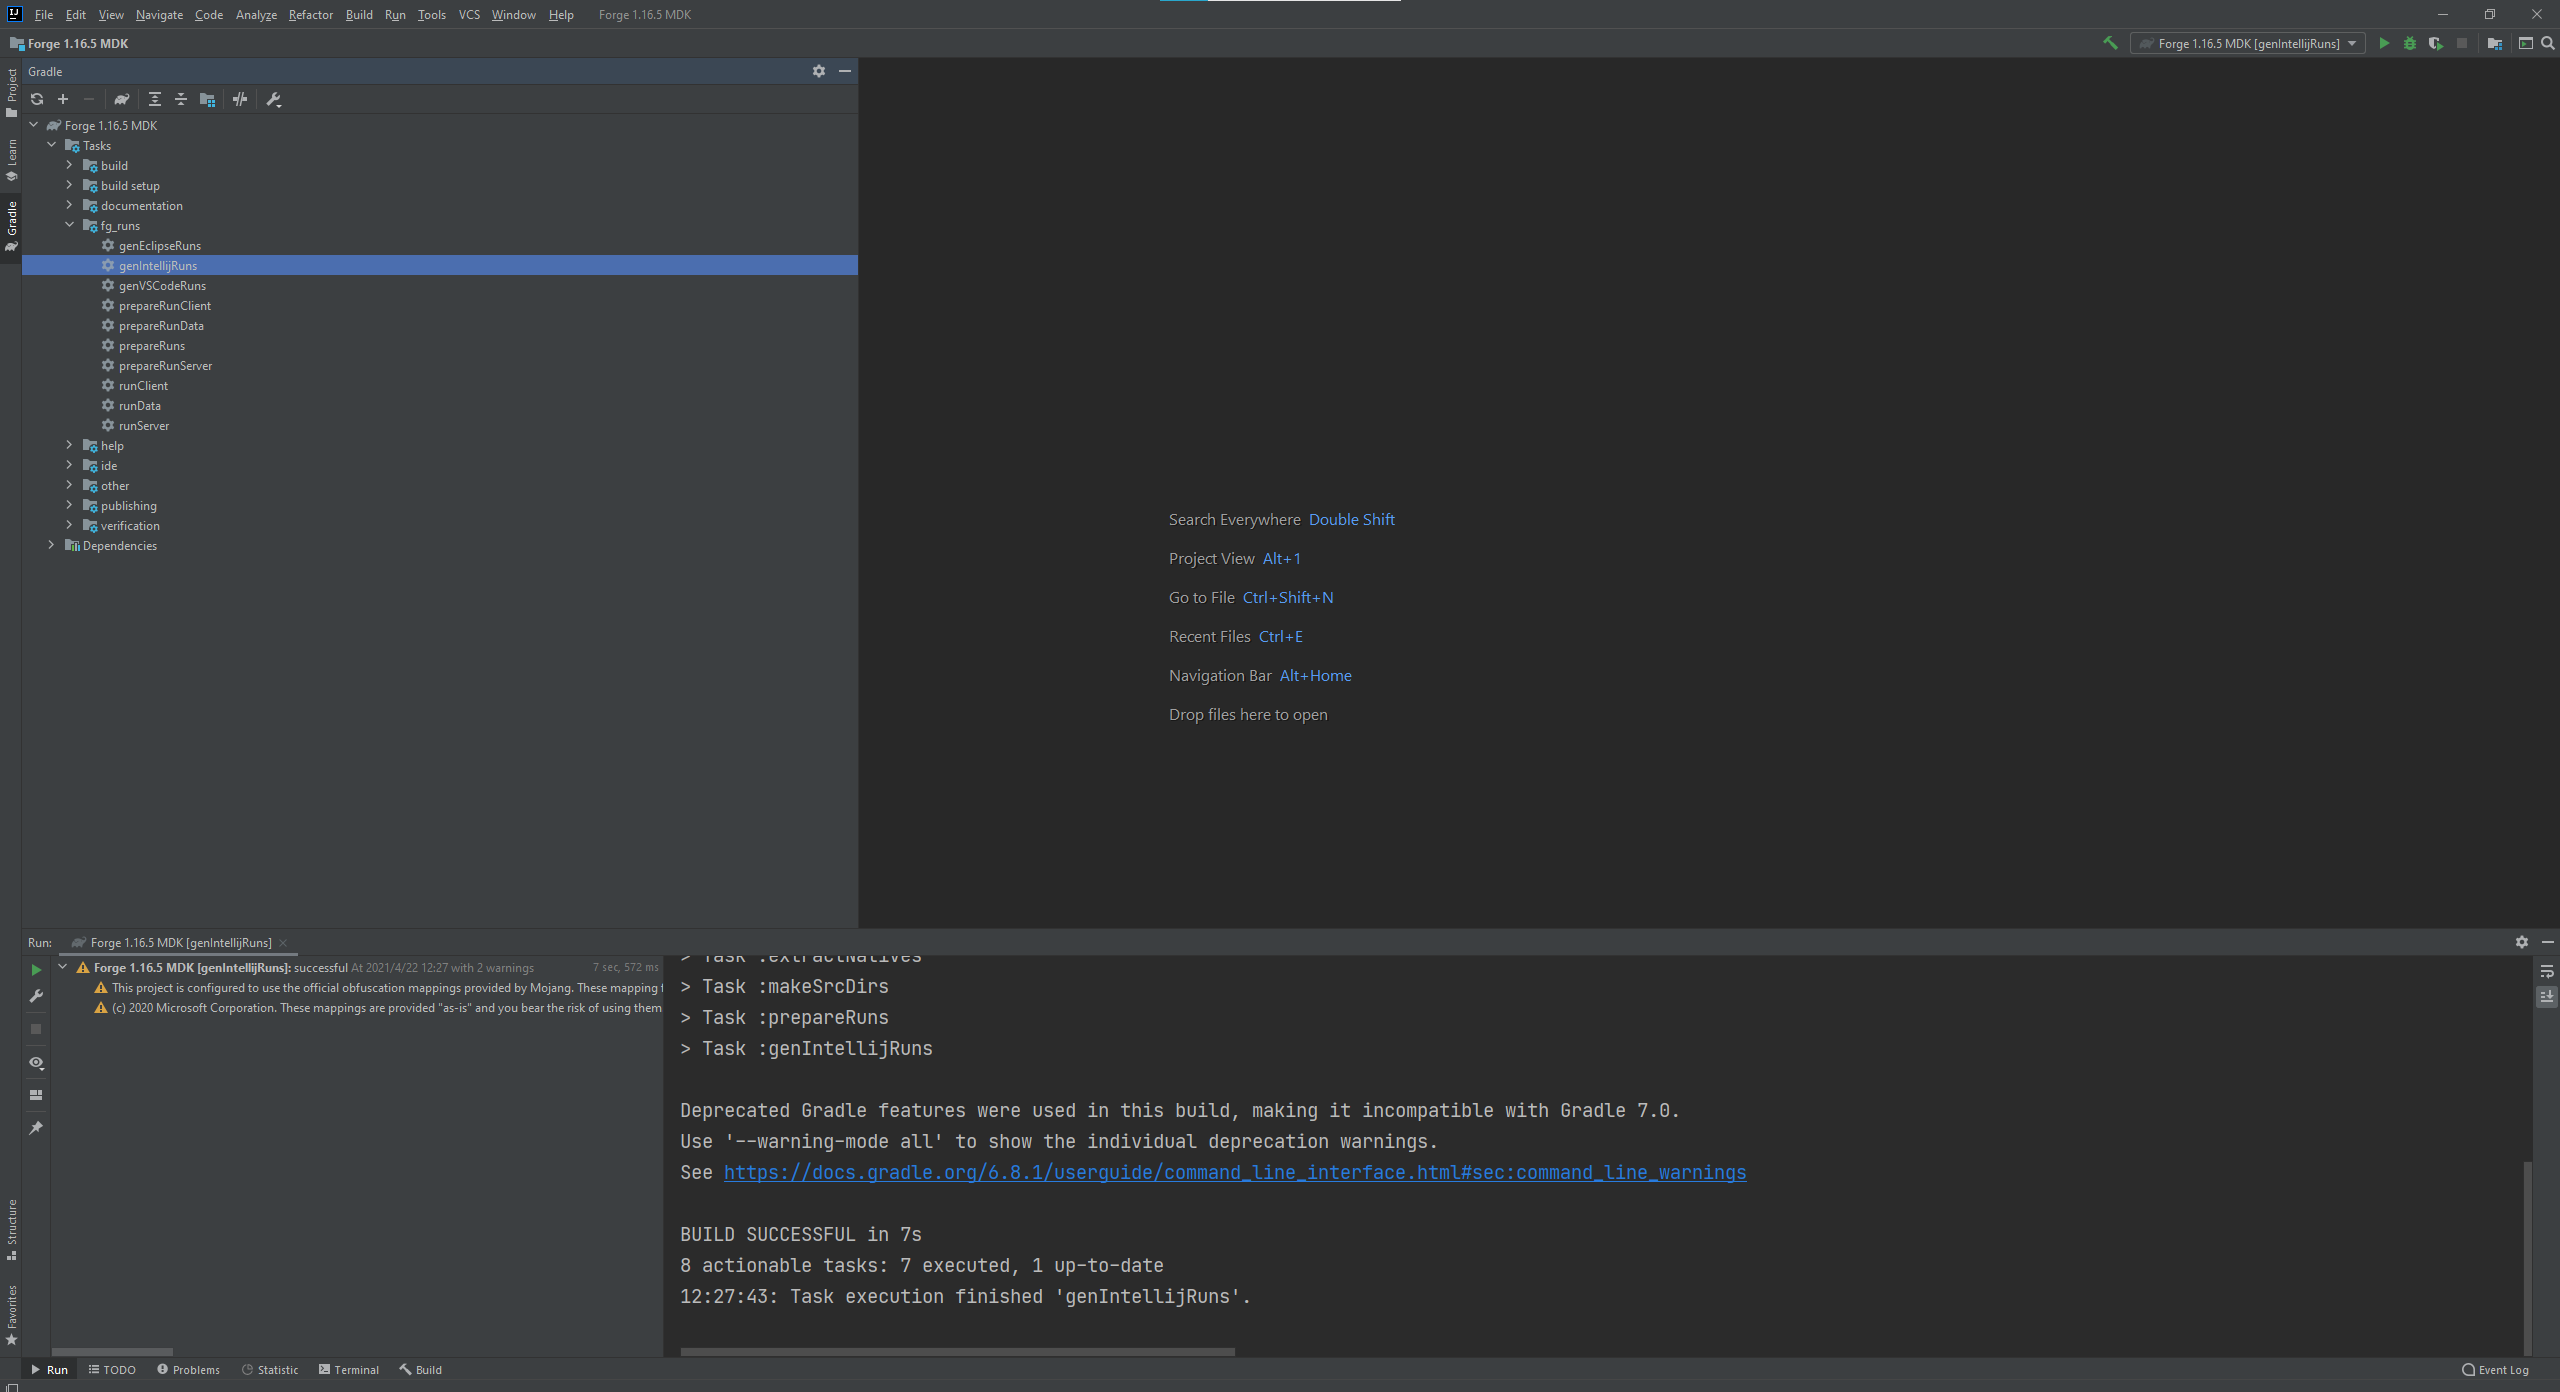 File Edit View Navigate Code Analyze Refactor Build Run Tools VCS Window Help Forge 1.16.5 MDK
Forge 1.16.5 MDK
Forge 1.16.5 MDK [genIntellijRuns]
Project
Learn
Gradle
Gradle
Forge 1.16.5 MDK
Tasks
build
build setup
documentation
fg_runs
genEclipseRuns
genIntellijRuns
genVSCodeRuns
prepareRunClient
prepareRunData
prepareRuns
prepareRunServer
runClient
runData
runServer
help
ide
other
publishing
verification
Dependencies
Search Everywhere Double Shift
Project View Alt+1
Go to File Ctrl+Shift+N
Recent Files Ctrl+E
Navigation Bar Alt+Home
Drop files here to open
Run: Forge 1.16.5 MDK [genIntellijRuns]
Forge 1.16.5 MDK [genIntellijRuns]: successful At 2021/4/22 12:27 with 2 warnings 7 sec, 572 ms
This project is configured to use the official obfuscation mappings provided by Mojang. These mapping
(c) 2020 Microsoft Corporation. These mappings are provided "as-is" and you bear the risk of using them
> Task :extractNatives
> Task :makeSrcDirs
> Task :prepareRuns
> Task :genIntellijRuns
Deprecated Gradle features were used in this build, making it incompatible with Gradle 7.0.
Use '--warning-mode all' to show the individual deprecation warnings.
See https://docs.gradle.org/6.8.1/userguide/command_line_interface.html#sec:command_line_warnings
BUILD SUCCESSFUL in 7s
8 actionable tasks: 7 executed, 1 up-to-date
12:27:43: Task execution finished 'genIntellijRuns'.
Structure
Favorites
Run TODO Problems Statistic Terminal Build Event Log